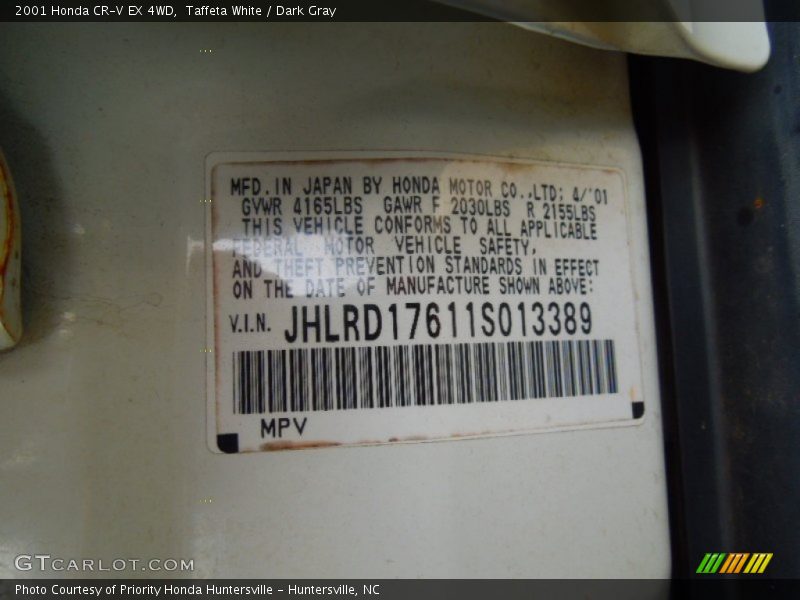 2001 Honda CR-V EX 4WD, Taffeta White / Dark Gray
MFD. IN JAPAN BY HONDA MOTOR CO.,LTD: 4/'01
GVWR 4165LBS GAWR F 2030LBS R 2155LBS
THIS VEHICLE CONFORMS TO ALL APPLICABLE
FEDERAL MOTOR VEHICLE SAFETY,
AND THEFT PREVENTION STANDARDS IN EFFECT
ON THE DATE OF MANUFACTURE SHOWN ABOVE:
V.I.N. JHLRD17611S013389
MPV
GTCARLOT.COM
Photo Courtesy of Priority Honda Huntersville - Huntersville, NC